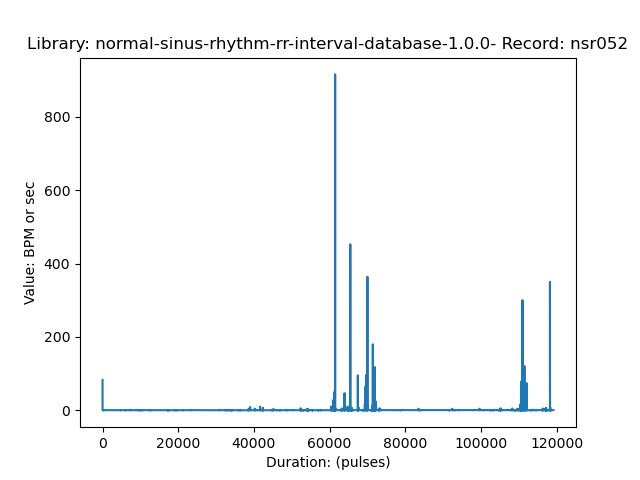 Library: normal-sinus-rhythm-rr-interval-database-1.0.0- Record: nsr052
800
600
400
200
0
Value: BPM or sec
0 20000 40000 60000 80000 100000 120000
Duration: (pulses)